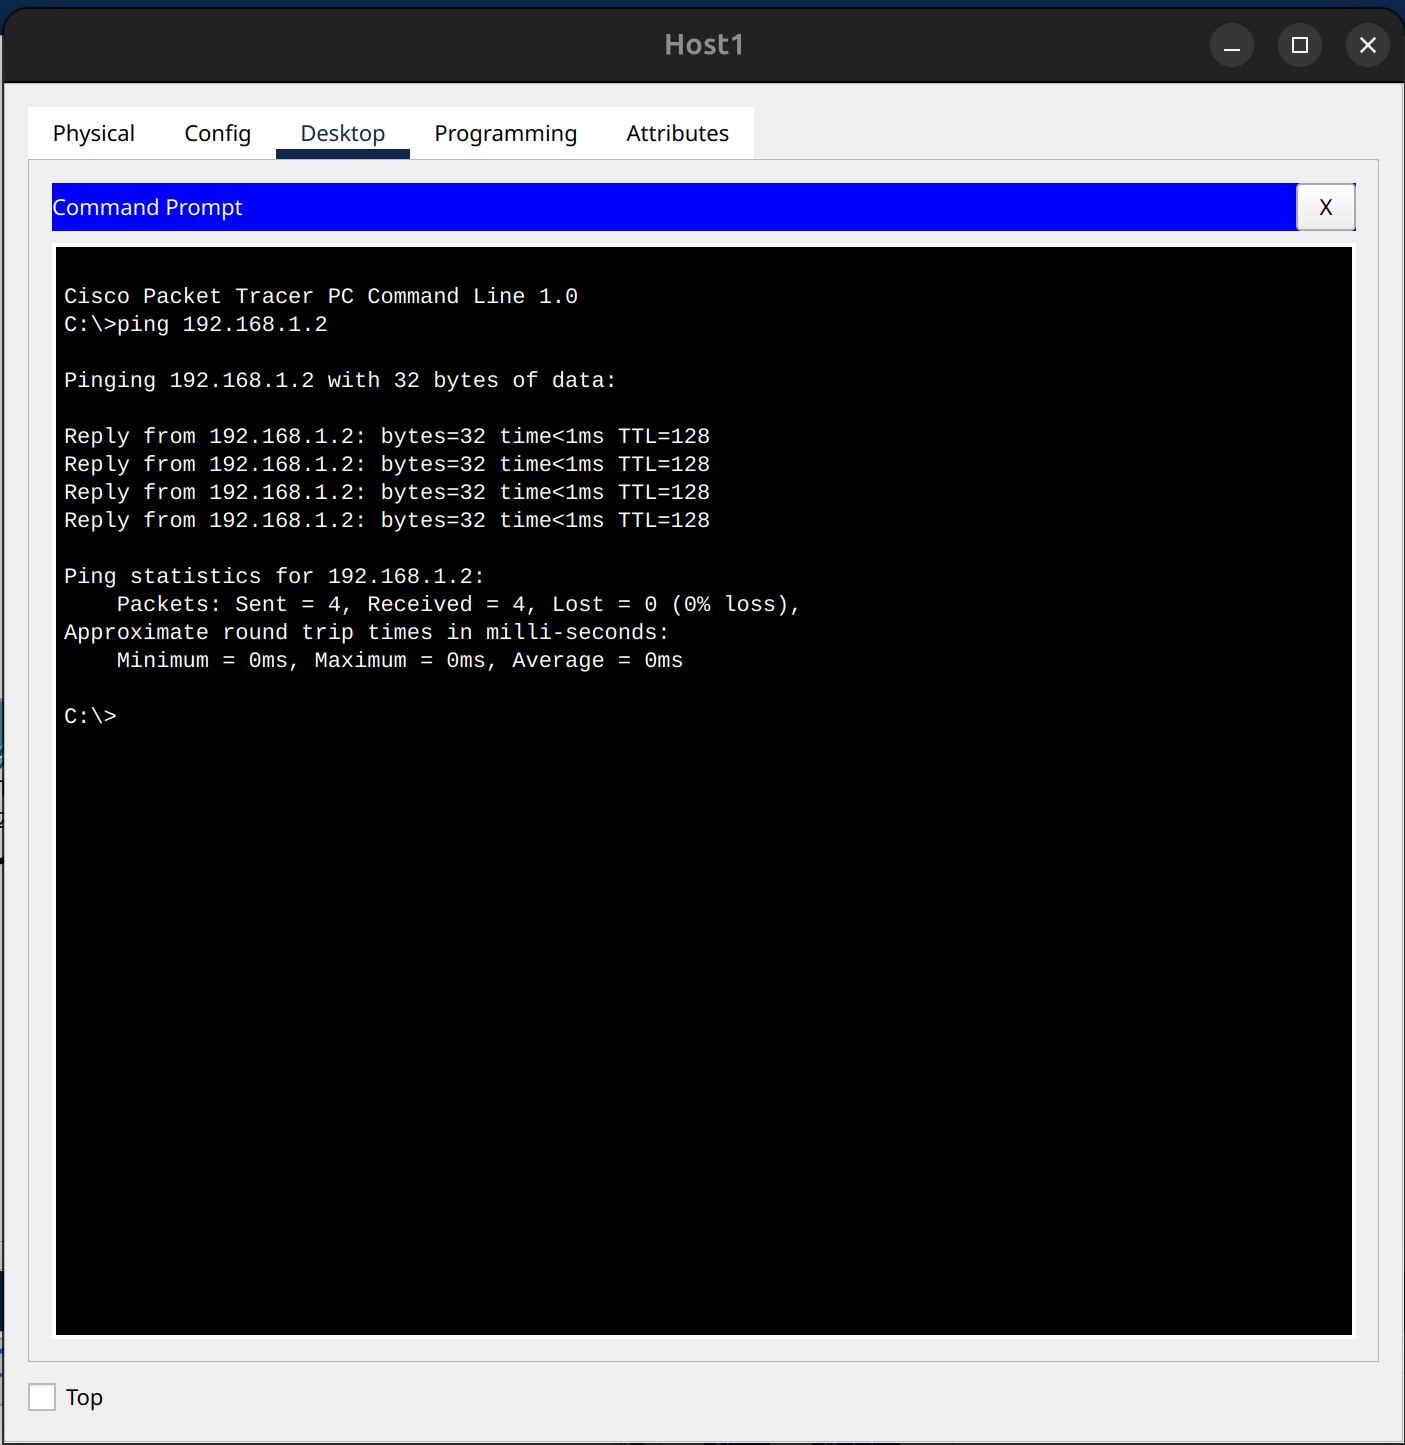 Host1
Physical Config Desktop Programming Attributes
Command Prompt X
Cisco Packet Tracer PC Command Line 1.0
C:\>ping 192.168.1.2
Pinging 192.168.1.2 with 32 bytes of data:
Reply from 192.168.1.2: bytes=32 time<1ms TTL=128
Reply from 192.168.1.2: bytes=32 time<1ms TTL=128
Reply from 192.168.1.2: bytes=32 time<1ms TTL=128
Reply from 192.168.1.2: bytes=32 time<1ms TTL=128
Ping statistics for 192.168.1.2:
    Packets: Sent = 4, Received = 4, Lost = 0 (0% loss),
Approximate round trip times in milli-seconds:
    Minimum = 0ms, Maximum = 0ms, Average = 0ms
C:\>
Top